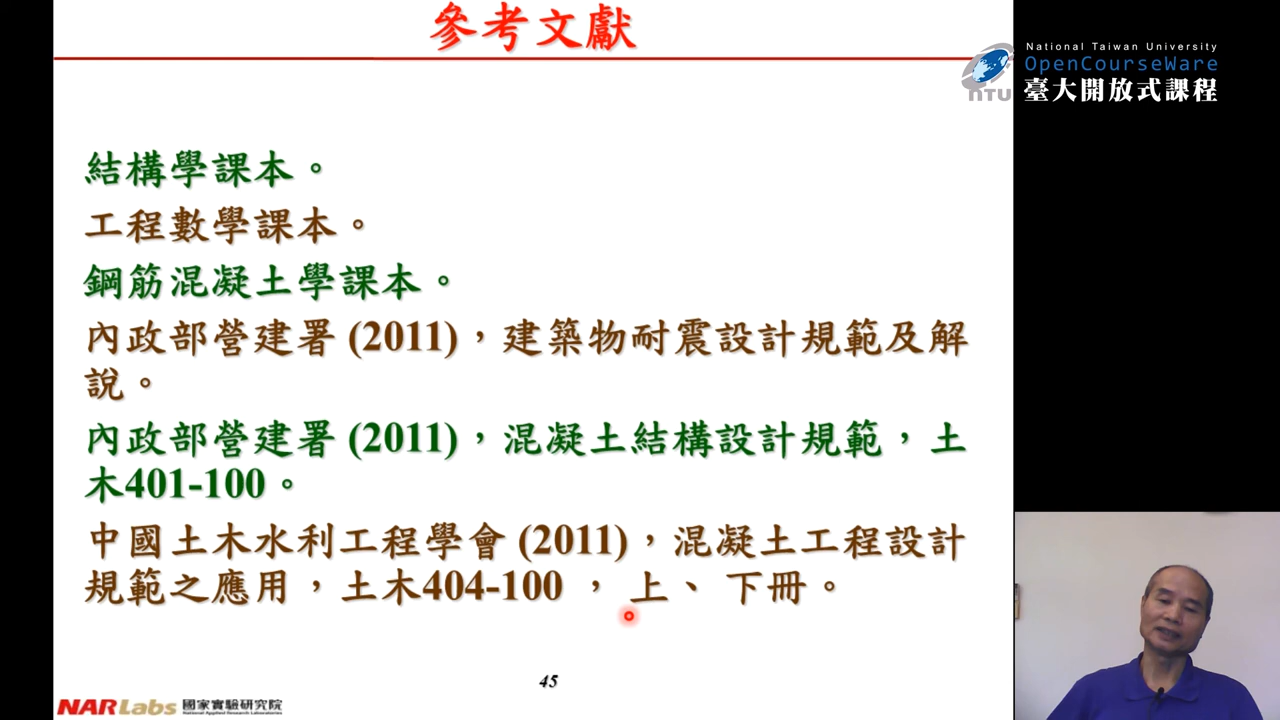 參考文獻
National Taiwan University
OpenCourseWare
臺大開放式課程
NTU
結構學課本。
工程數學課本。
鋼筋混凝土學課本。
內政部營建署 (2011)，建築物耐震設計規範及解
說。
內政部營建署 (2011)，混凝土結構設計規範，土
木401-100。
中國土木水利工程學會 (2011)，混凝土工程設計
規範之應用，土木404-100 ， 上、 下冊。
45
NARLabs 國家實驗研究院
National Applied Research Laboratories